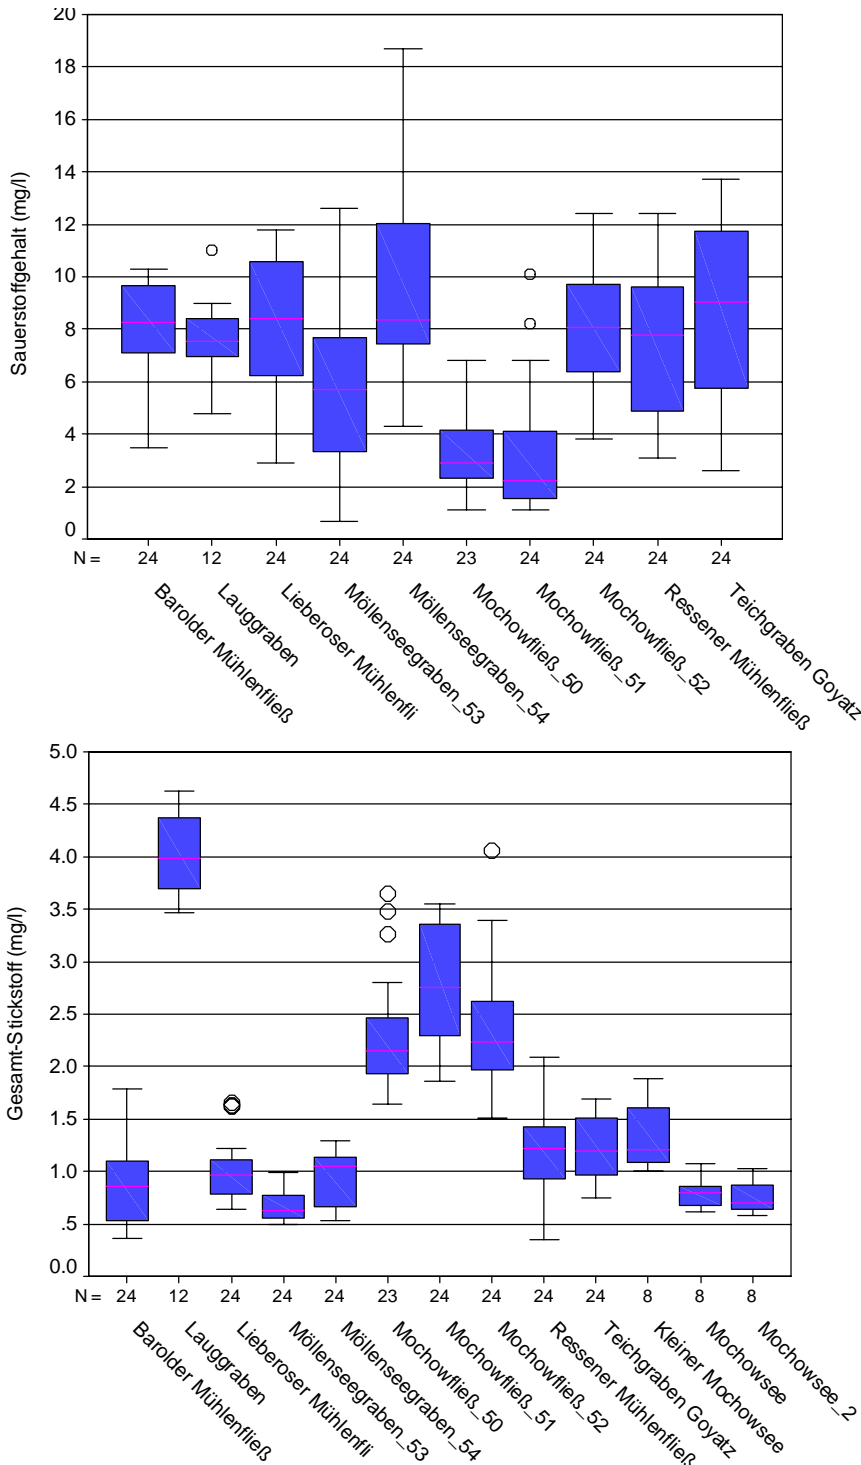 20
18
16
14
12
10
8
6
4
2
0
Sauerstoffgehalt (mg/l)
N = 24 12 24 24 24 23 24 24 24 24
Barolder Mühlenfließ
Lauggraben
Lieberoser Mühlenfli
Möllenseegraben_53
Möllenseegraben_54
Mochowfließ_50
Mochowfließ_51
Mochowfließ_52
Ressener Mühlenfließ
Teichgraben Goyatz
5.0
4.5
4.0
3.5
3.0
2.5
2.0
1.5
1.0
.5
0.0
Gesamt-Stickstoff (mg/l)
N = 24 12 24 24 24 23 24 24 24 24 8 8 8
Barolder Mühlenfließ
Lauggraben
Lieberoser Mühlenfli
Möllenseegraben_53
Möllenseegraben_54
Mochowfließ_50
Mochowfließ_51
Mochowfließ_52
Ressener Mühlenfließ
Teichgraben Goyatz
Kleiner Mochowsee
Mochowsee
Mochowsee_2